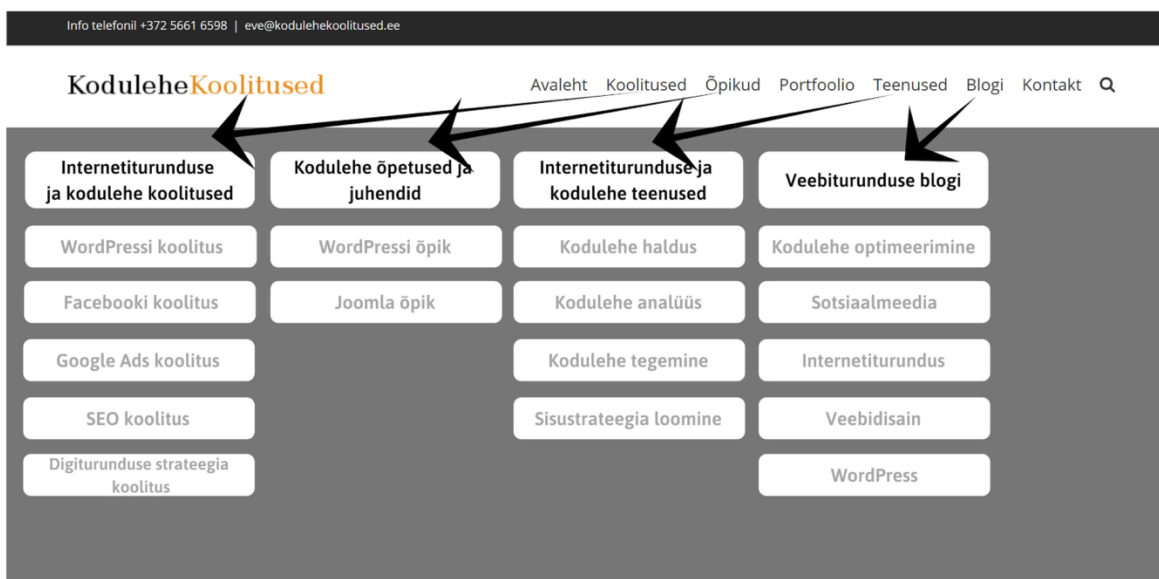 Info telefonil +372 5661 6598 | eve@kodulehekoolitused.ee
KoduleheKoolitused
Avaleht Koolitused Õpikud Portfoolio Teenused Blogi Kontakt
Internetiturunduse
ja kodulehe koolitused
WordPressi koolitus
Facebooki koolitus
Google Ads koolitus
SEO koolitus
Digiturunduse strateegia
koolitus
Kodulehe õpetused ja
juhendid
WordPressi õpik
Joomla õpik
Internetiturunduse ja
kodulehe teenused
Kodulehe haldus
Kodulehe analüüs
Kodulehe tegemine
Sisustrateegia loomine
Veebiturunduse blogi
Kodulehe optimeerimine
Sotsiaalmeedia
Internetiturundus
Veebidisain
WordPress